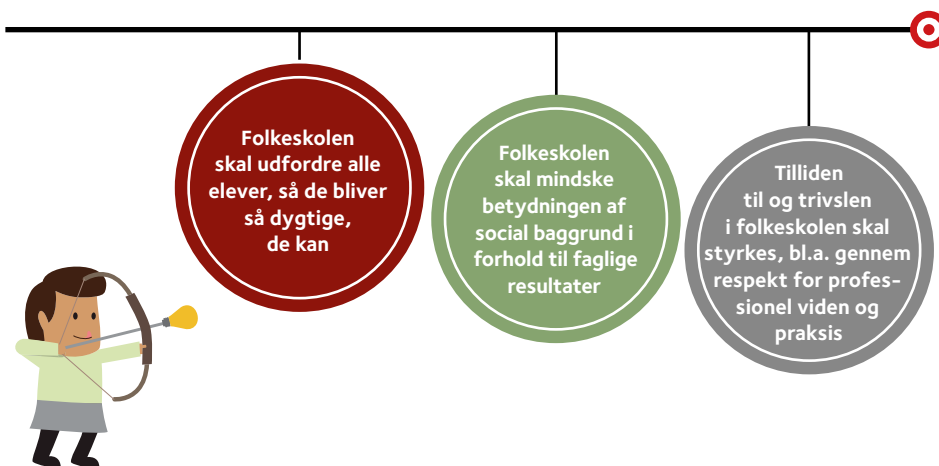 Folkeskolen
skal udfordre alle
elever, så de bliver
så dygtige,
de kan
Folkeskolen
skal mindske
betydningen af
social baggrund i
forhold til faglige
resultater
Tilliden
til og trivslen
i folkeskolen skal
styrkes, bl.a. gennem
respekt for profes-
sionel viden og
praksis